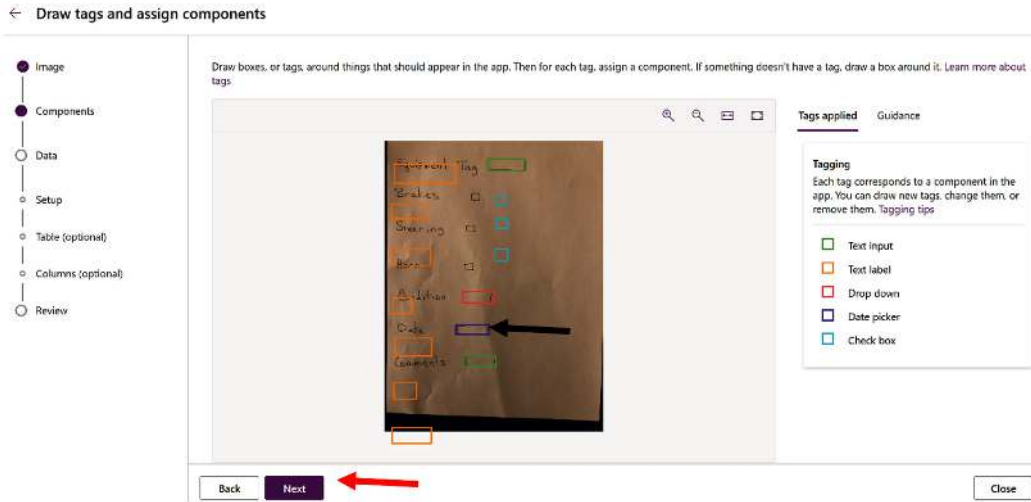 ← Draw tags and assign components
Image
Components
Data
Setup
Table (optional)
Columns (optional)
Review
Draw boxes, or tags, around things that should appear in the app. Then for each tag, assign a component. If something doesn't have a tag, draw a box around it. Learn more about
tags
Equipment Tag
Brakes
Steering
Horn
Condition
Date
Comments
Tags applied Guidance
Tagging
Each tag corresponds to a component in the
app. You can draw new tags, change them, or
remove them. Tagging tips
Text input
Text label
Drop down
Date picker
Check box
Back Next Close